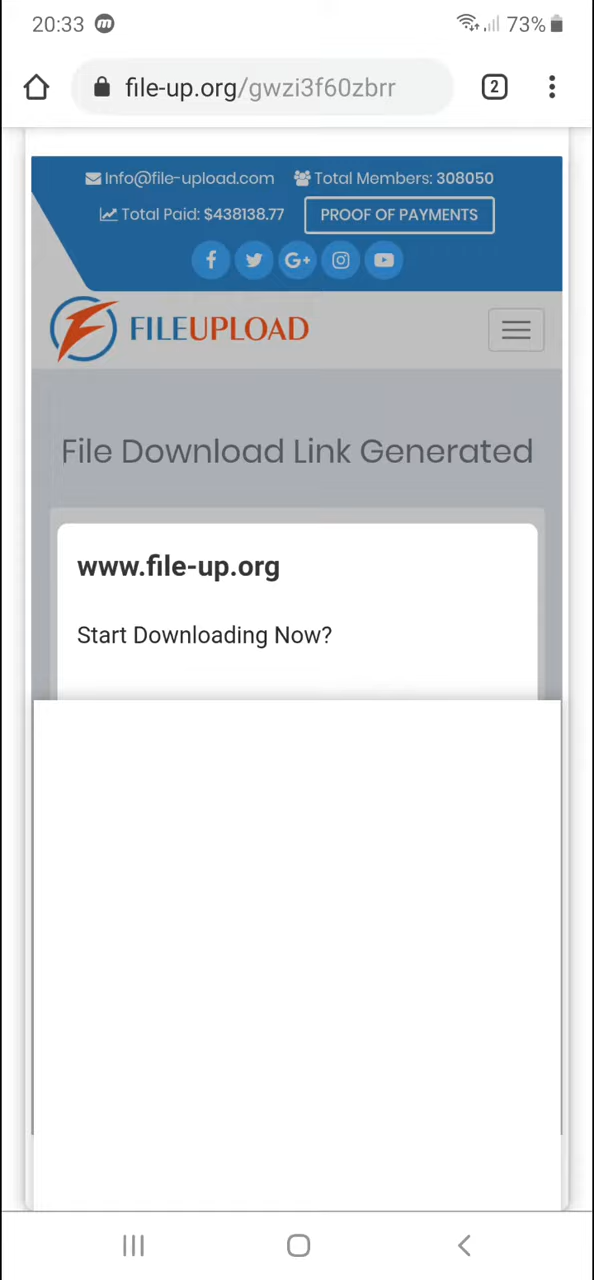 20:33 m 73%
file-up.org/gwzi3f60zbrr 2
Info@file-upload.com Total Members: 308050
Total Paid: $438138.77 PROOF OF PAYMENTS
f G+
FILEUPLOAD
File Download Link Generated
www.file-up.org
Start Downloading Now?